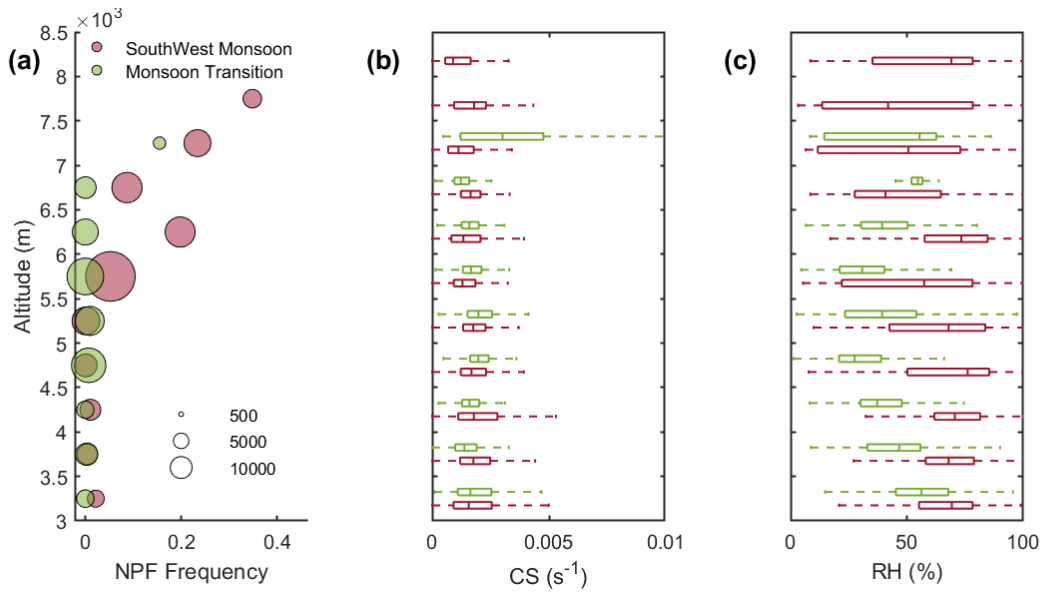 ×10³
(a)
SouthWest Monsoon
Monsoon Transition
8.5
8
7.5
7
6.5
6
5.5
5
4.5
4
3.5
3
Altitude (m)
500
5000
10000
0
0.2
0.4
NPF Frequency
(b)
0
0.005
0.01
CS (s⁻¹)
(c)
0
50
100
RH (%)